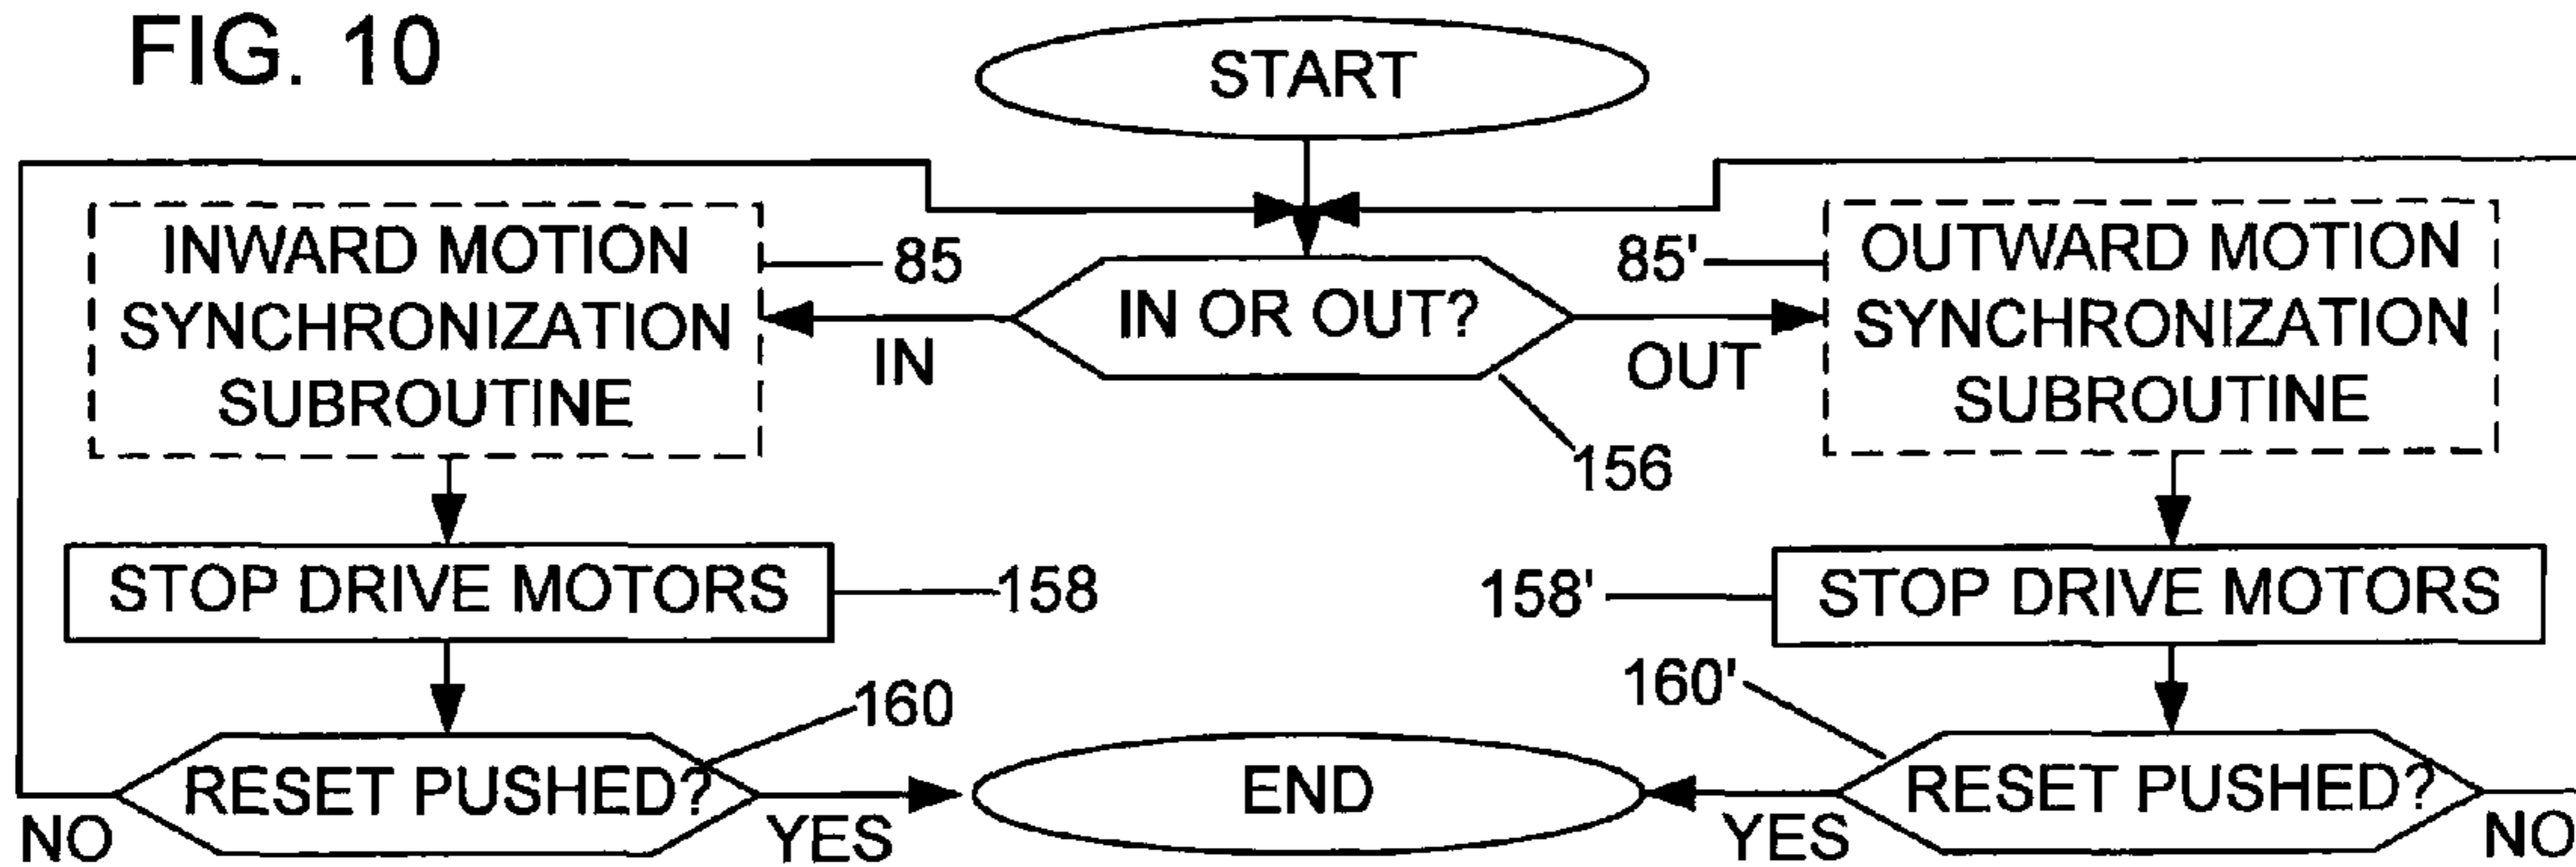 FIG. 10
START
INWARD MOTION
SYNCHRONIZATION
SUBROUTINE
85
IN
IN OR OUT?
156
OUT
85'
OUTWARD MOTION
SYNCHRONIZATION
SUBROUTINE
STOP DRIVE MOTORS
158
158'
STOP DRIVE MOTORS
160
160'
NO
RESET PUSHED?
YES
END
YES
RESET PUSHED?
NO